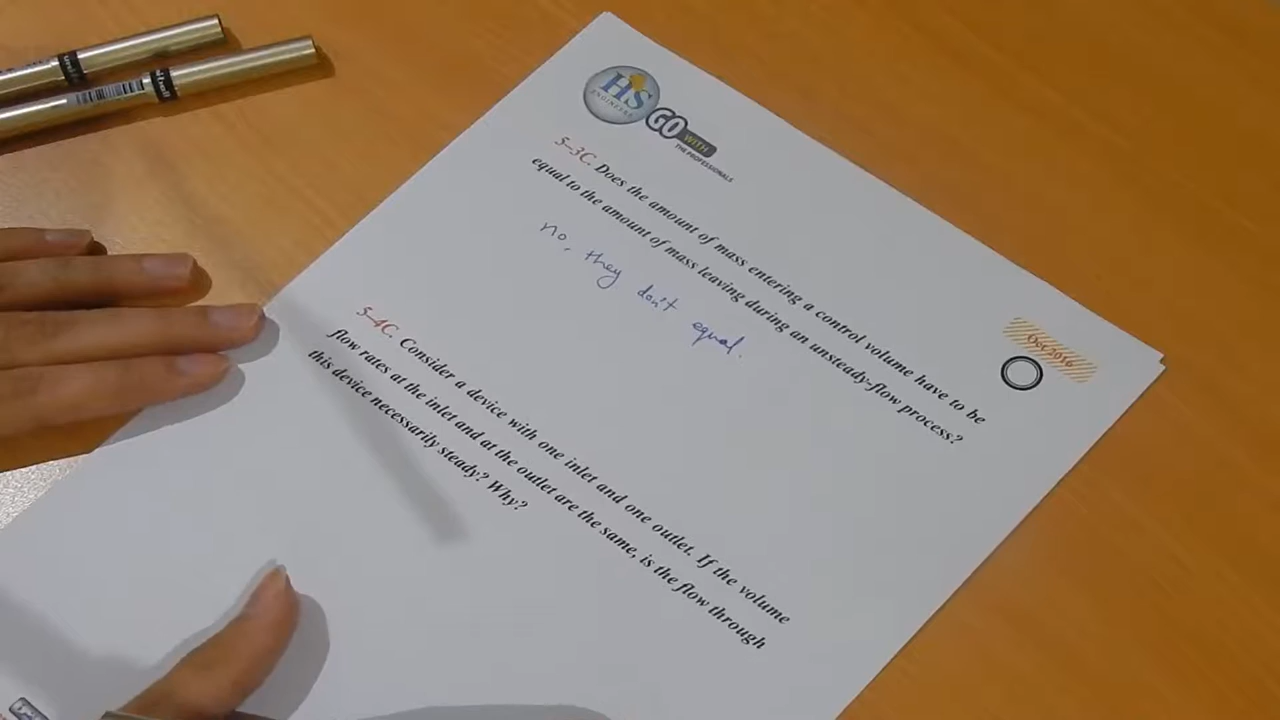 HS
ENGINEERS
GO
WITH
THE PROFESSIONALS
5-3C. Does the amount of mass entering a control volume have to be
equal to the amount of mass leaving during an unsteady-flow process?
no, they don't equal.
Oct 2016
5-4C. Consider a device with one inlet and one outlet. If the volume
flow rates at the inlet and at the outlet are the same, is the flow through
this device necessarily steady? Why?